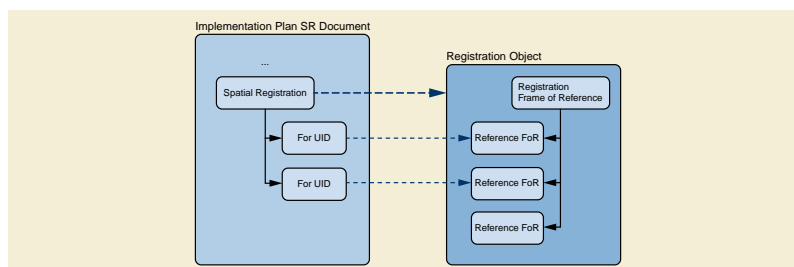 Implementation Plan SR Document
...
Spatial Registration
For UID
For UID
Registration Object
Registration
Frame of Reference
Reference FoR
Reference FoR
Reference FoR